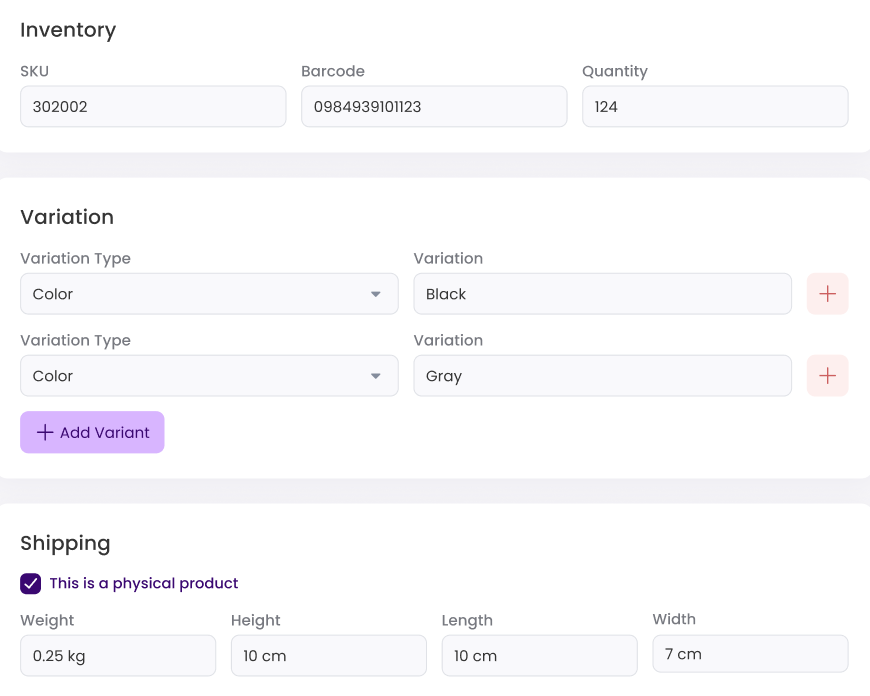 Inventory
SKU Barcode Quantity
302002 0984939101123 124
Variation
Variation Type Variation
Color Black
Variation Type Variation
Color Gray
Add Variant
Shipping
This is a physical product
Weight Height Length Width
0.25 kg 10 cm 10 cm 7 cm